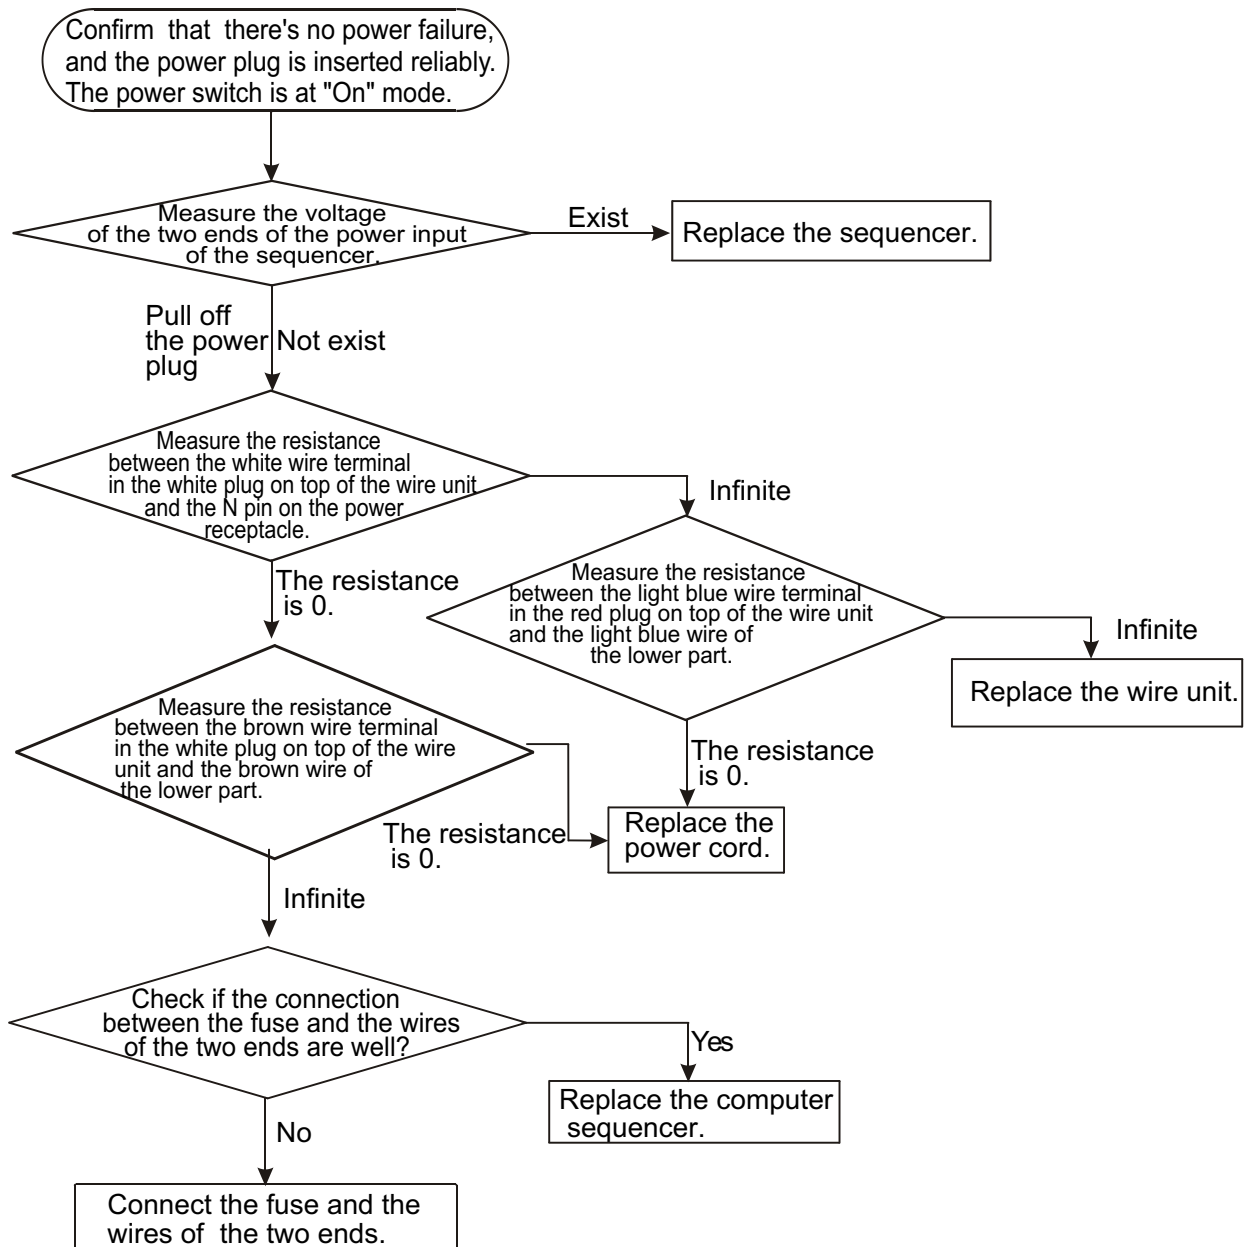 Confirm that there's no power failure,
and the power plug is inserted reliably.
The power switch is at "On" mode.
Measure the voltage
of the two ends of the power input
of the sequencer.
Exist
Replace the sequencer.
Pull off
the power
plug
Not exist
Measure the resistance
between the white wire terminal
in the white plug on top of the wire unit
and the N pin on the power
receptacle.
Infinite
The resistance
is 0.
Measure the resistance
between the light blue wire terminal
in the red plug on top of the wire unit
and the light blue wire of
the lower part.
Infinite
Replace the wire unit.
Measure the resistance
between the brown wire terminal
in the white plug on top of the wire
unit and the brown wire of
the lower part.
The resistance
is 0.
The resistance
is 0.
Replace the
power cord.
Infinite
Check if the connection
between the fuse and the wires
of the two ends are well?
Yes
Replace the computer
sequencer.
No
Connect the fuse and the
wires of the two ends.